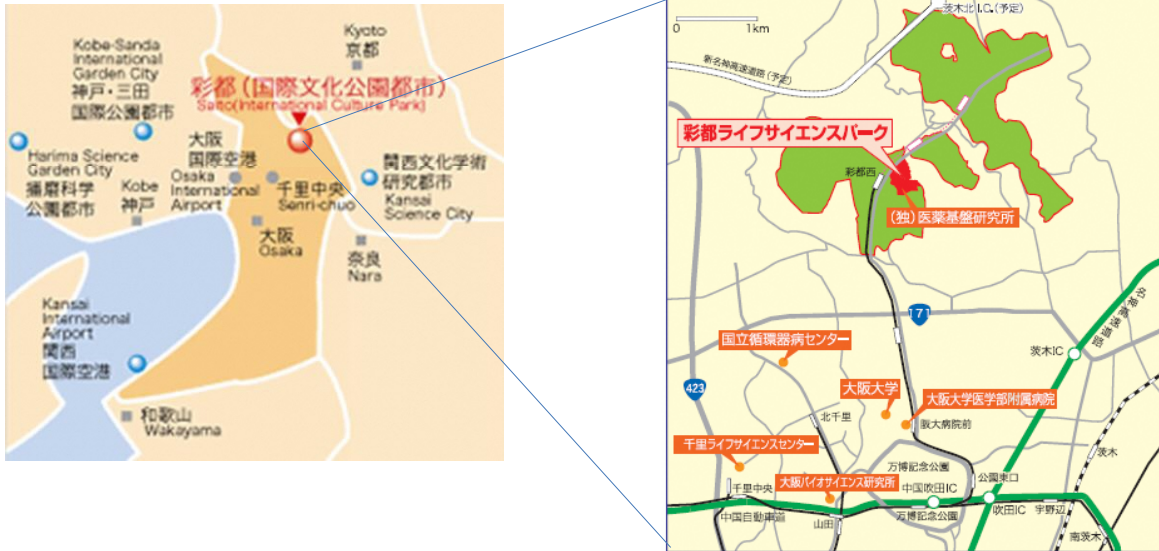 Kyoto
京都
Kobe-Sanda
International
Garden City
神戸・三田
国際公園都市
彩都(国際文化公園都市)
Saito(International Culture Park)
Harima Science
Garden City
播磨科学
公園都市
Kobe
神戸
大阪
国際空港
Osaka
International
Airport
千里中央
Senri-chuo
関西文化学術
研究都市
Kansai
Science City
大阪
Osaka
奈良
Nara
Kansai
International
Airport
関西
国際空港
和歌山
Wakayama
0 1km
茨木北I.C.(予定)
新名神高速道路(予定)
彩都ライフサイエンスパーク
彩都西
(独)医薬基盤研究所
171
名神高速道路
国立循環器病センター
茨木IC
423
大阪大学
大阪大学医学部附属病院
北千里
阪大病院前
千里ライフサイエンスセンター
万博記念公園
茨木
公園東口
千里中央
大阪バイオサイエンス研究所
中国吹田IC
中国自動車道
山田
万博記念公園
吹田IC
宇野辺
南茨木